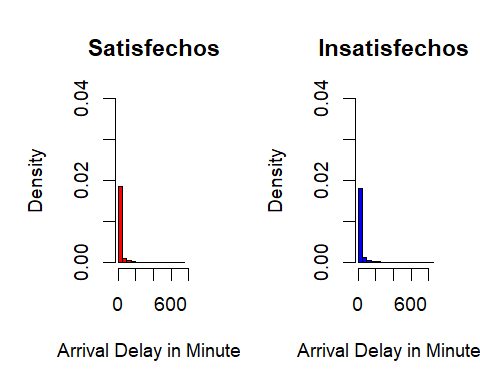 Satisfechos
Density
0.00 0.02 0.04
0 600
Arrival Delay in Minute
Insatisfechos
Density
0.00 0.02 0.04
0 600
Arrival Delay in Minute